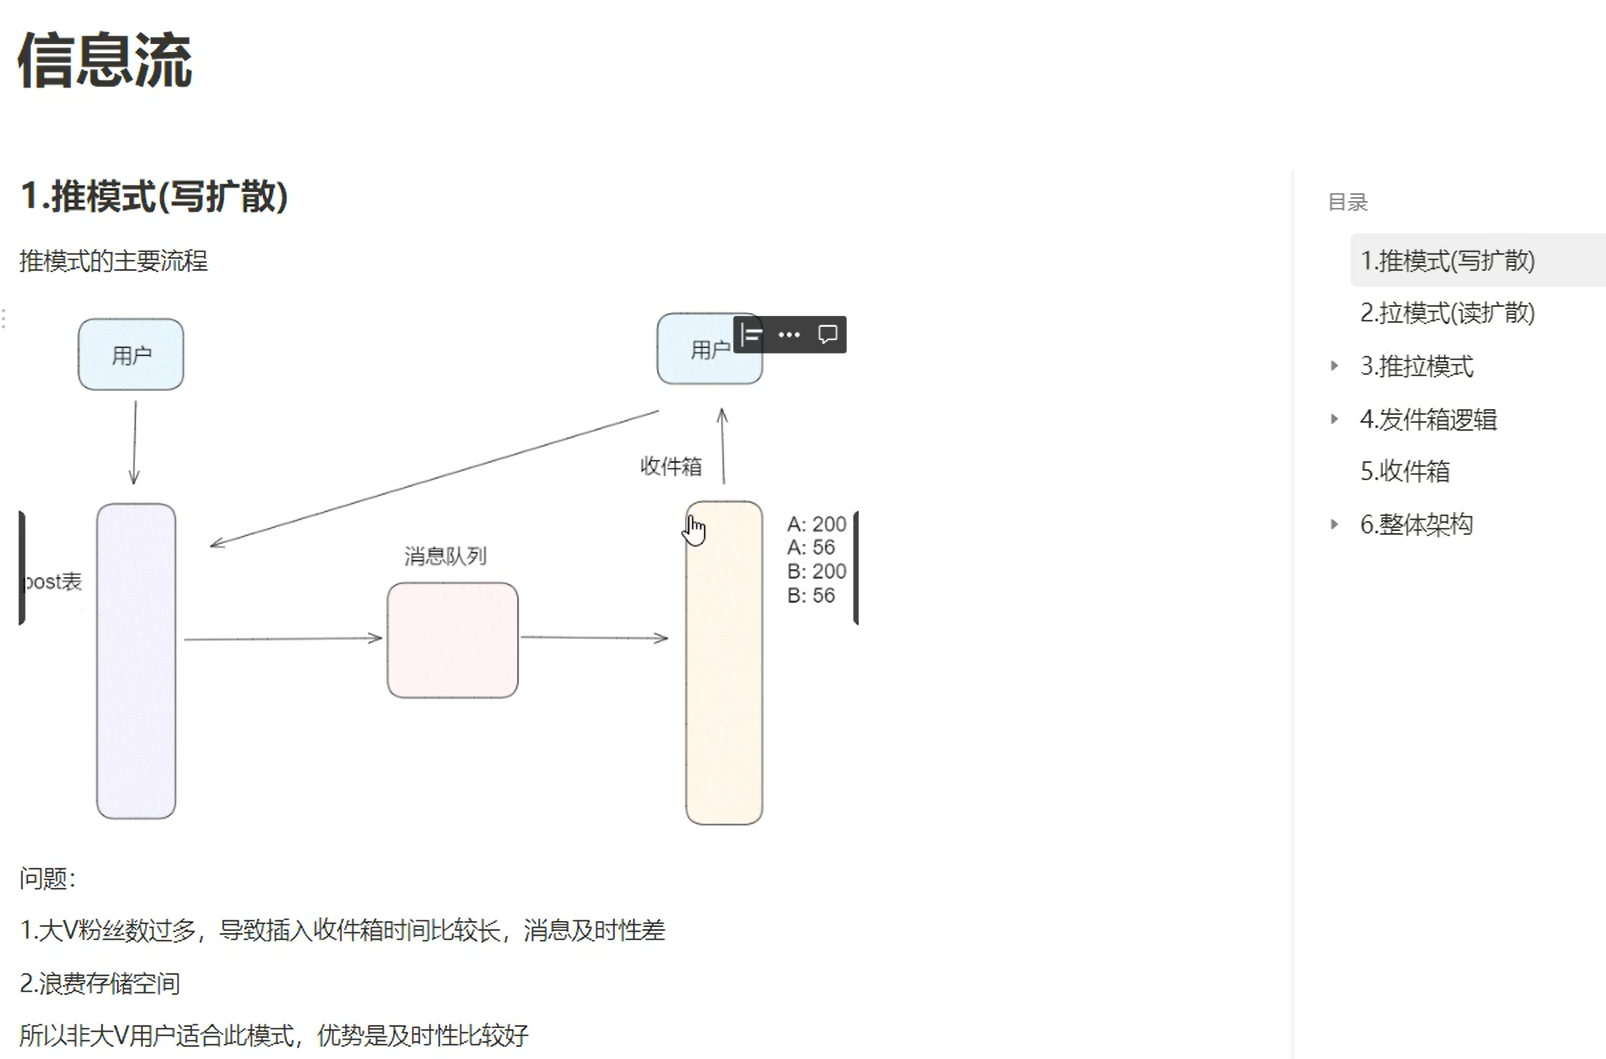 信息流
1.推模式(写扩散)
推模式的主要流程
用户
用户
收件箱
消息队列
post表
A: 200
A: 56
B: 200
B: 56
问题：
1.大V粉丝数过多，导致插入收件箱时间比较长，消息及时性差
2.浪费存储空间
所以非大V用户适合此模式，优势是及时性比较好
目录
1.推模式(写扩散)
2.拉模式(读扩散)
3.推拉模式
4.发件箱逻辑
5.收件箱
6.整体架构